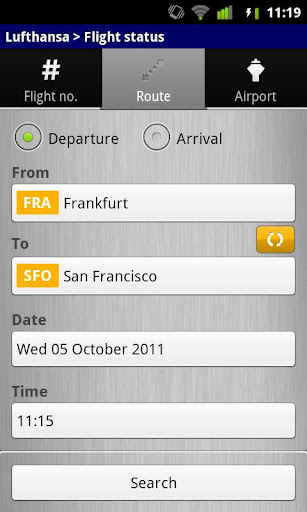 11:19
Lufthansa > Flight status
#
Flight no. Route Airport
Departure Arrival
From
FRA Frankfurt
To
SFO San Francisco
Date
Wed 05 October 2011
Time
11:15
Search